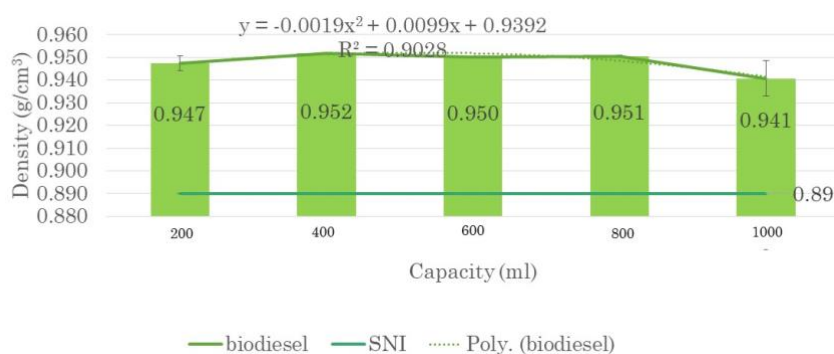 y = -0.0019x² + 0.0099x + 0.9392
R² = 0.9028
Density (g/cm³)
0.960
0.950
0.940
0.930
0.920
0.910
0.900
0.890
0.880
0.947
0.952
0.950
0.951
0.941
0.89
200 400 600 800 1000
Capacity (ml)
biodiesel SNI Poly. (biodiesel)